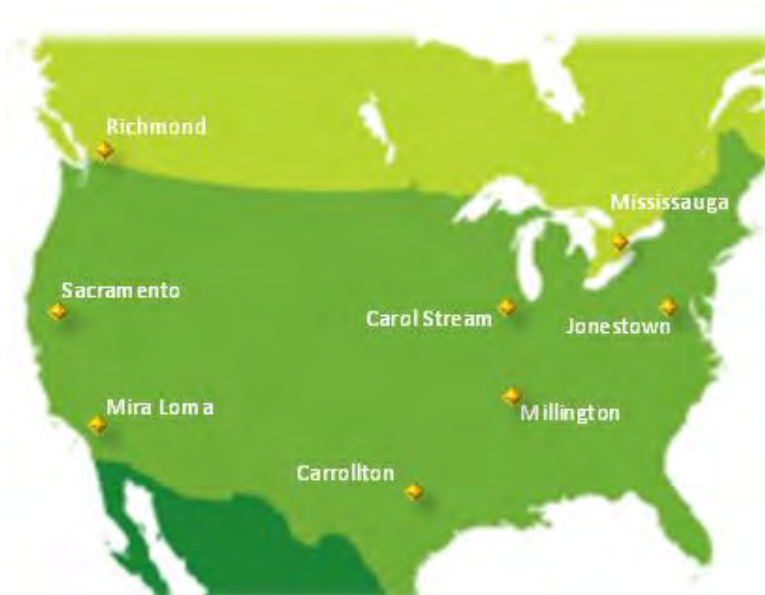 Richmond
Mississauga
Sacramento
Carol Stream
Jonestown
Mira Loma
Millington
Carrollton